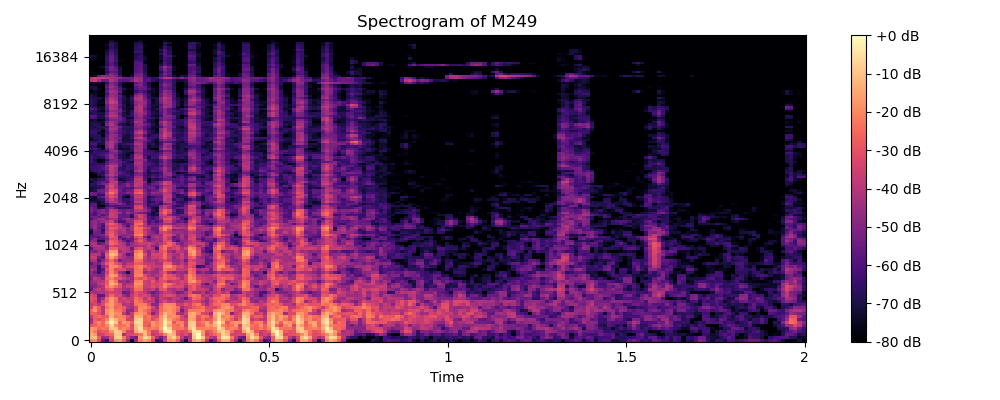 Spectrogram of M249
Hz
16384
8192
4096
2048
1024
512
0
0
0.5
1
1.5
2
Time
+0 dB
-10 dB
-20 dB
-30 dB
-40 dB
-50 dB
-60 dB
-70 dB
-80 dB